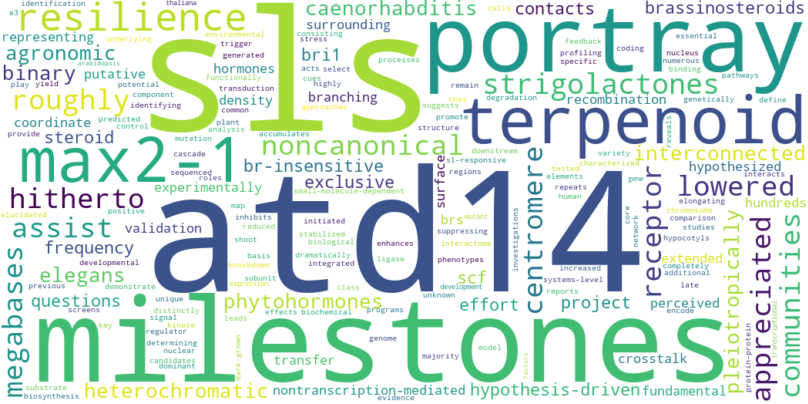 identification
thaliana
e3
resilience
sls
portray
caenorhabditis
contacts
cells
brassinosteroids
representing
underlying
environmental
trigger
generated
surrounding
consisting
stress
feedback
coding
essential
arabidopsis
agronomic
functionally
bri1
processes
profiling
nucleus
numerous
binary
putative
hormones
acts
select
specific
binding
pathways
play
yield
potential
transduction
cues
strigolactones
remain
component
density
highly
rnas
degradation
genetically
define
roughly
identifying
common
approaches
branching
suggests
recombination
predicted
plant
promote
coordinate
control
analysis
structure
reveals
terpenoid
provide
mutation
accumulates
steroid
cascade
noncanonical
max2-1
sequenced
roles
br-insensitive
sl-responsive
downstream
variety
interconnected
characterized
regions
tested
interacts
hypothesized
elements
gene
experimentally
exclusive
small-molecule-dependent
surface
centromere
repeats
human
receptor
lowered
hitherto
positive
map
initiated
brs
mutant
investigations
core
network
chromosome
elongating
comparison
hundreds
elucidated
inhibits
stabilized
suppressing
studies
assist
reduced
biological
interactome
hypocotyls
pleiotropically
appreciated
communities
validation
shoot
dramatically
enhances
atd14
increased
extended
frequency
basis
integrated
phenotypes
completely
developmental
knockdown
ligase
scf
systems-level
additional
elegans
previous
demonstrate
subunit
expression
class
development
unknown
reports
late
megabases
questions
unique
distinctly
phytohormones
effort
project
perceived
encode
milestones
screens
signal
leads
effects
biochemical
programs
key
kinase
regulator
determining
genome
model
crosstalk
protein-protein
transcriptional
nuclear
candidates
dominant
dark-grown
transfer
majority
factors
substrate
biosynthesis
heterochromatic
nontranscription-mediated
evidence
hypothesis-driven
fundamental